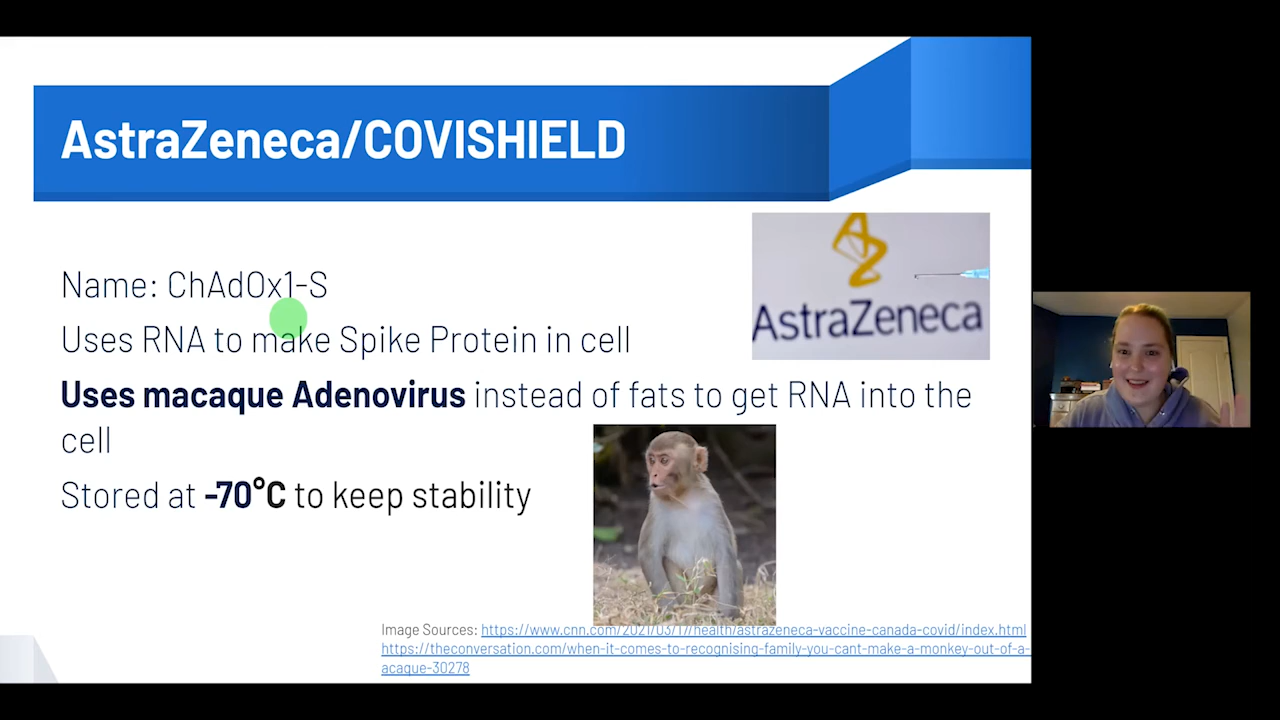 AstraZeneca/COVISHIELD
Name: ChAdOx1-S
Uses RNA to make Spike Protein in cell
AstraZeneca
Uses macaque Adenovirus instead of fats to get RNA into the
cell
Stored at -70°C to keep stability
Image Sources: https://www.cnn.com/2021/03/17/health/astrazeneca-vaccine-canada-covid/index.html
https://theconversation.com/when-it-comes-to-recognising-family-you-cant-make-a-monkey-out-of-a-
acaque-30278